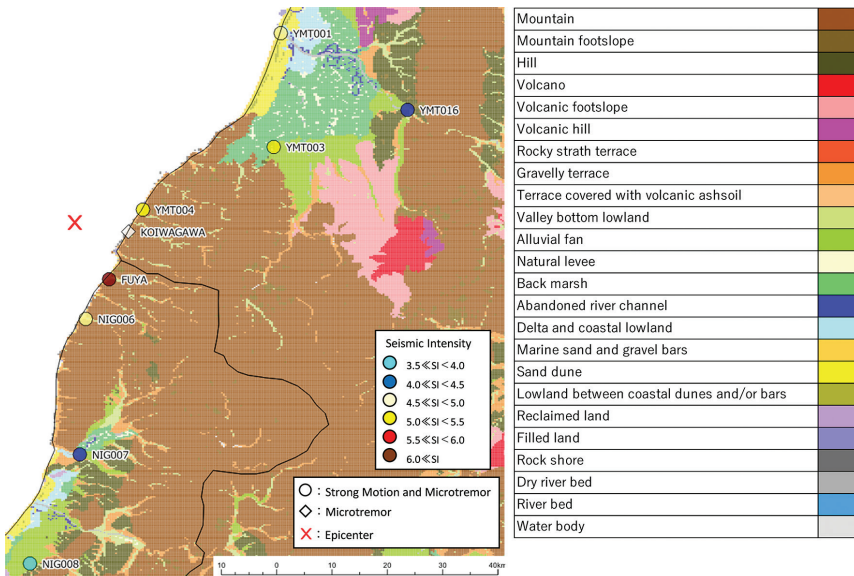 YMT001
YMT016
YMT003
YMT004
KOIWAGAWA
FUYA
NIG006
NIG007
NIG008
Seismic Intensity
3.5≪SI<4.0
4.0≪SI<4.5
4.5≪SI<5.0
5.0≪SI<5.5
5.5≪SI<6.0
6.0≪SI
: Strong Motion and Microtremor
: Microtremor
: Epicenter
10 0 10 20 30 40km
Mountain
Mountain footslope
Hill
Volcano
Volcanic footslope
Volcanic hill
Rocky strath terrace
Gravelly terrace
Terrace covered with volcanic ashsoil
Valley bottom lowland
Alluvial fan
Natural levee
Back marsh
Abandoned river channel
Delta and coastal lowland
Marine sand and gravel bars
Sand dune
Lowland between coastal dunes and/or bars
Reclaimed land
Filled land
Rock shore
Dry river bed
River bed
Water body